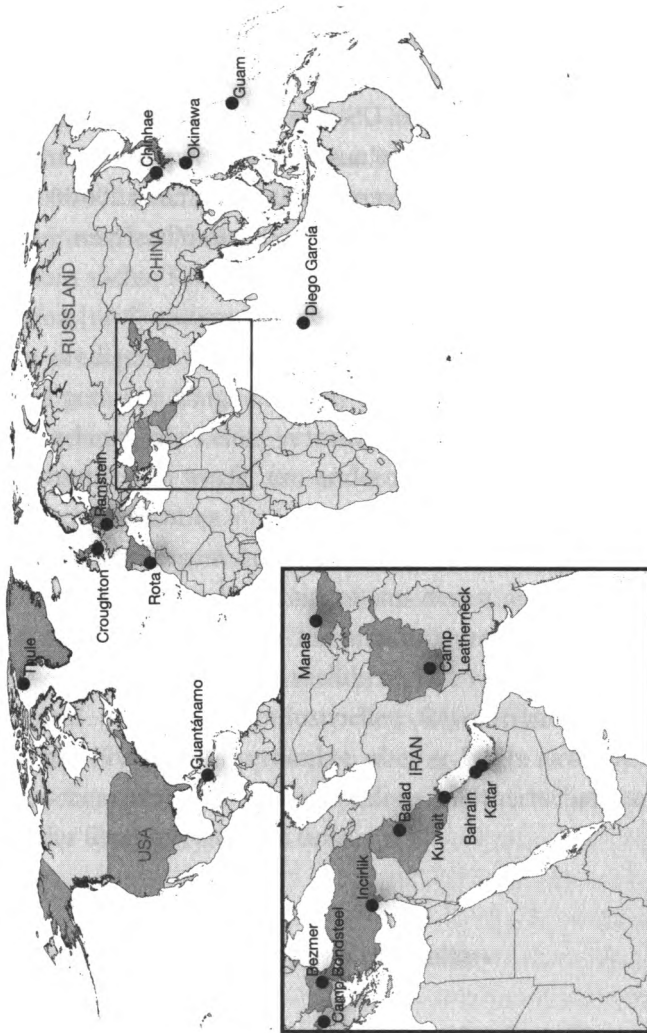 Thule
RUSSLAND
Croughton
Ramstein
USA
CHINA
Chinhae
Rota
Okinawa
Guantánamo
Guam
Diego Garcia
Manas
Bezmer
Camp Bondsteel
Incirlik
Balad
IRAN
Camp
Leatherneck
Kuwait
Bahrain
Katar